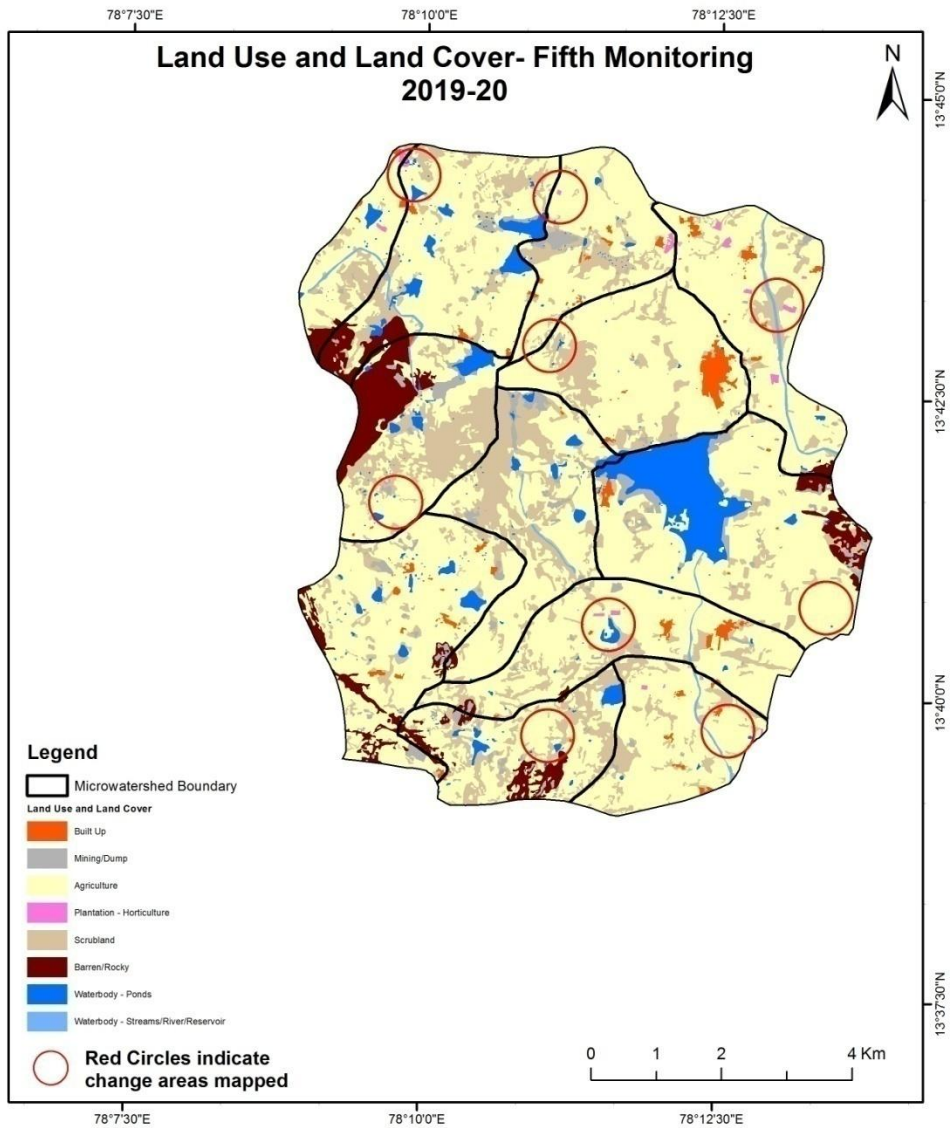 78°7'30"E 78°10'0"E 78°12'30"E
Land Use and Land Cover- Fifth Monitoring
2019-20
N
13°45'0"N
13°42'30"N
13°40'0"N
13°37'30"N
Legend
Microwatershed Boundary
Land Use and Land Cover
Built Up
Mining/Dump
Agriculture
Plantation - Horticulture
Scrubland
Barren/Rocky
Waterbody - Ponds
Waterbody - Streams/River/Reservoir
Red Circles indicate
change areas mapped
0 1 2 4 Km
78°7'30"E 78°10'0"E 78°12'30"E